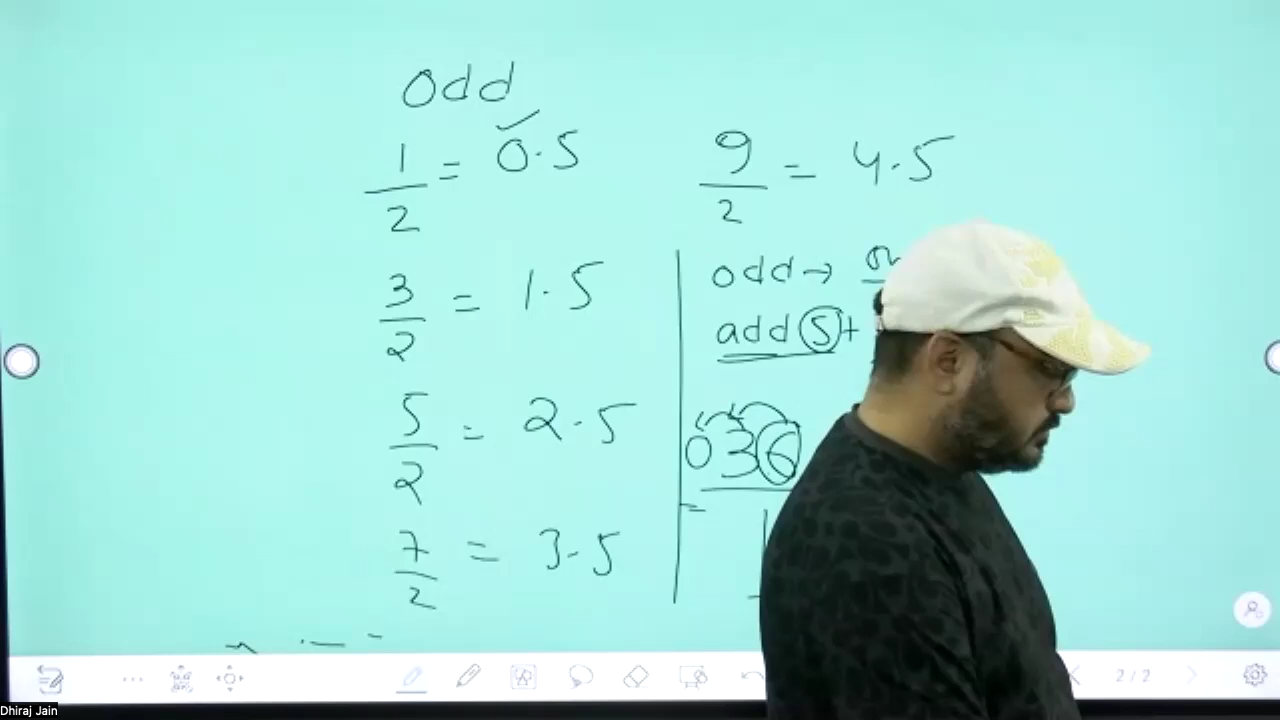 Odd
1/2 = 0.5
3/2 = 1.5
5/2 = 2.5
7/2 = 3.5
9/2 = 4.5
odd →
add 5 +
036
=
2/2
Dhiraj Jain